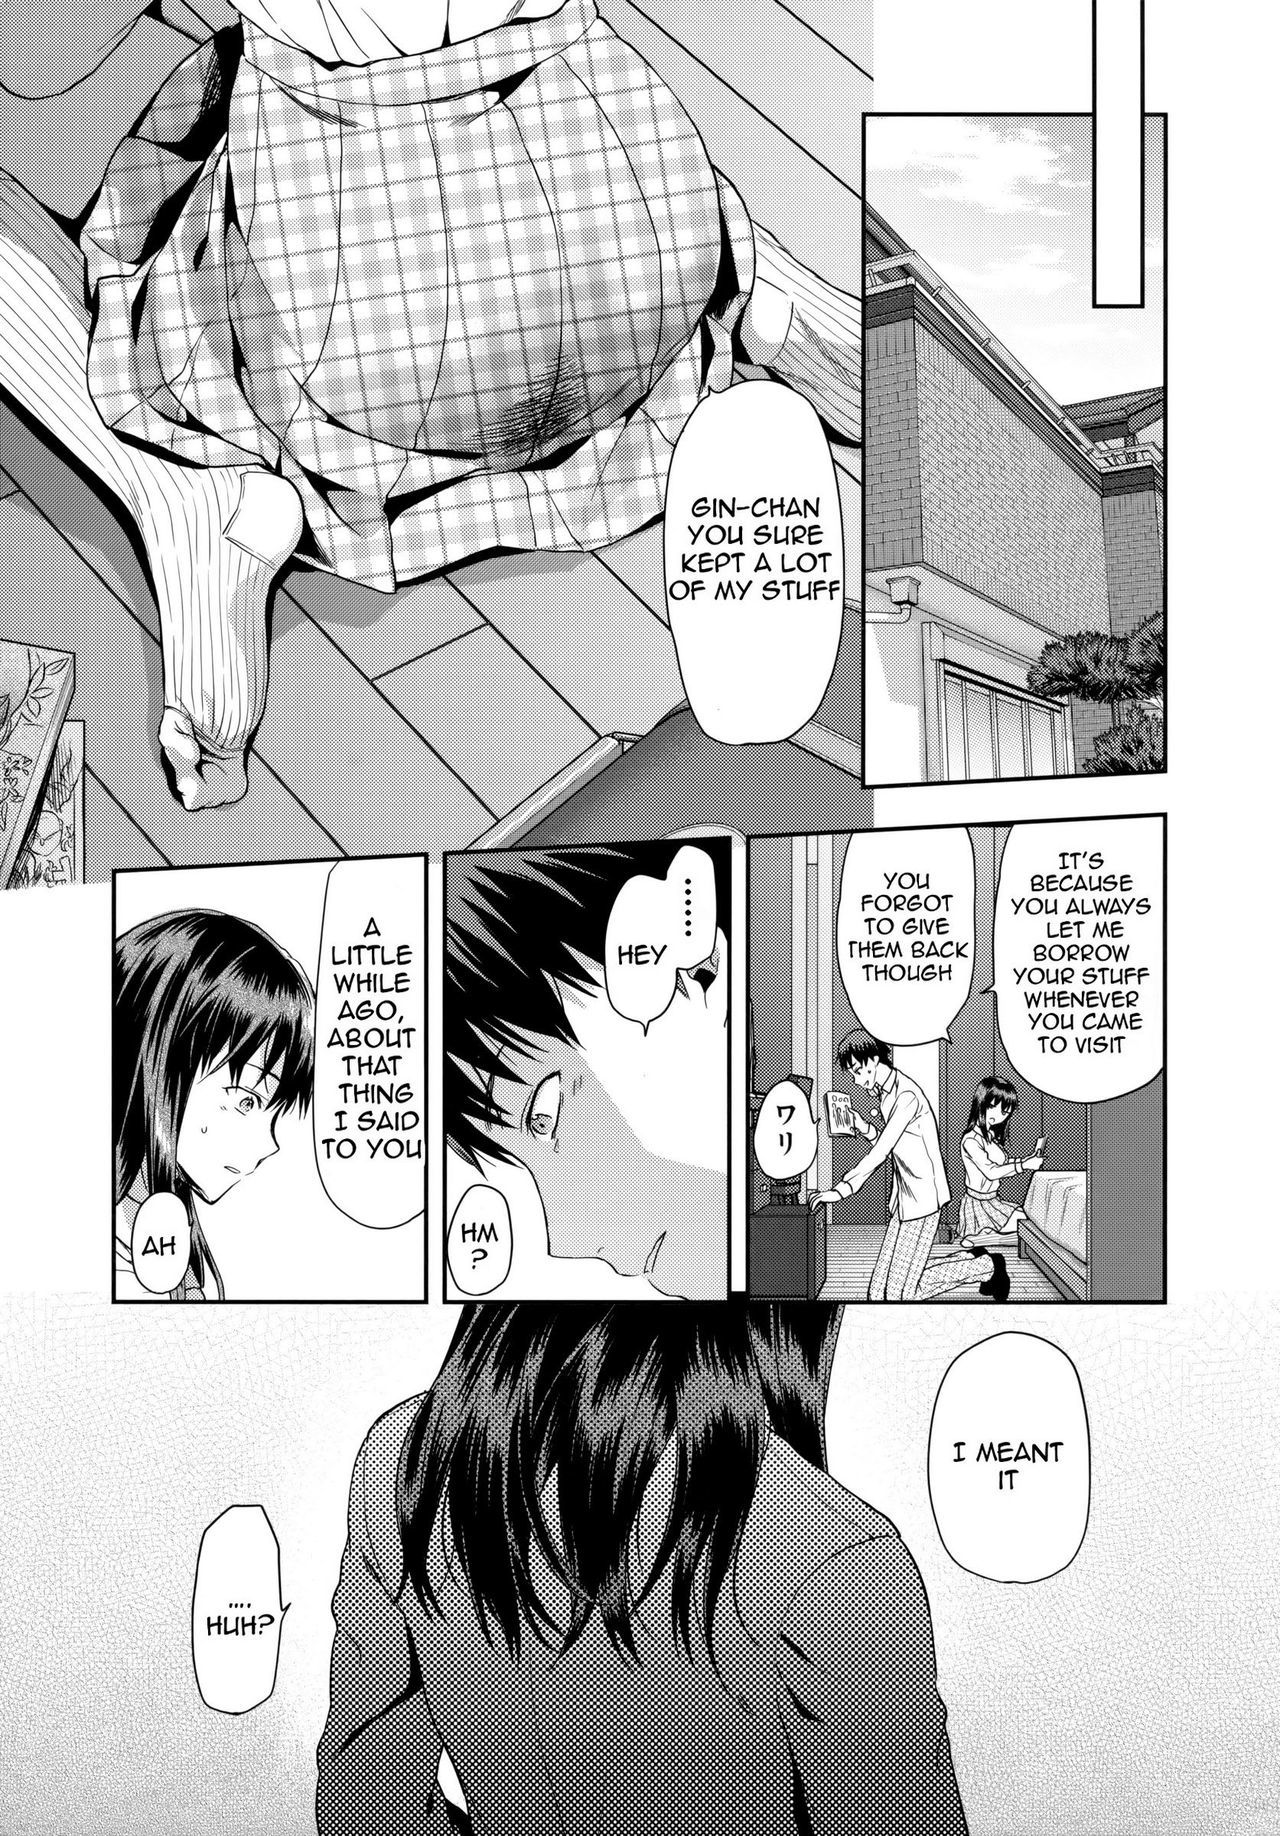 GIN-CHAN
YOU SURE
KEPT A LOT
OF MY STUFF
IT'S
BECAUSE
YOU ALWAYS
LET ME
BORROW
YOUR STUFF
WHENEVER
YOU CAME
TO VISIT
YOU
FORGOT
TO GIVE
THEM BACK
THOUGH
ワリ
........
HEY
HM
?
A
LITTLE
WHILE
AGO,
ABOUT
THAT
THING
I SAID
TO YOU
AH
I MEANT
IT
....
HUH?